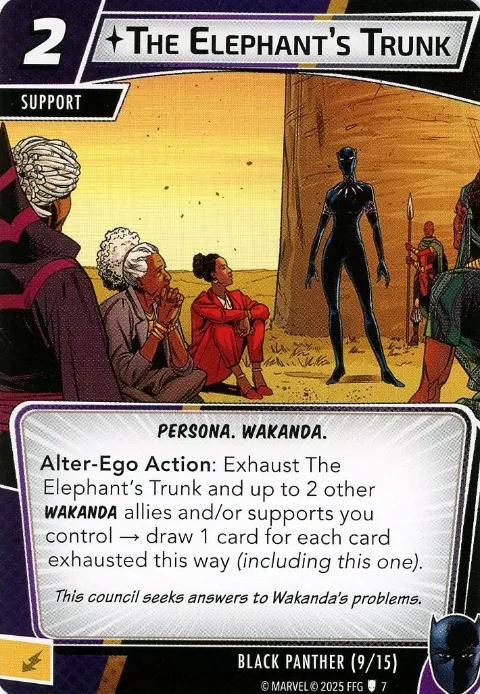 2
The Elephant's Trunk
SUPPORT
PERSONA. WAKANDA.
Alter-Ego Action: Exhaust The
Elephant's Trunk and up to 2 other
WAKANDA allies and/or supports you
control → draw 1 card for each card
exhausted this way (including this one).
This council seeks answers to Wakanda's problems.
BLACK PANTHER (9/15)
© MARVEL © 2025 FFG 7